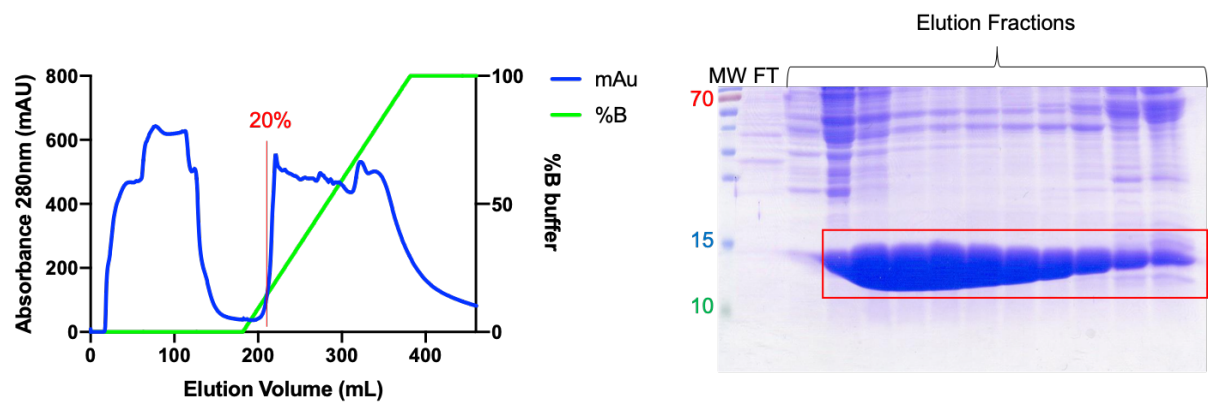 Elution Fractions
800
600
400
200
0
Absorbance 280nm (mAU)
0 100 200 300 400
Elution Volume (mL)
100
50
0
%B buffer
20%
mAu
%B
MW FT
70
15
10